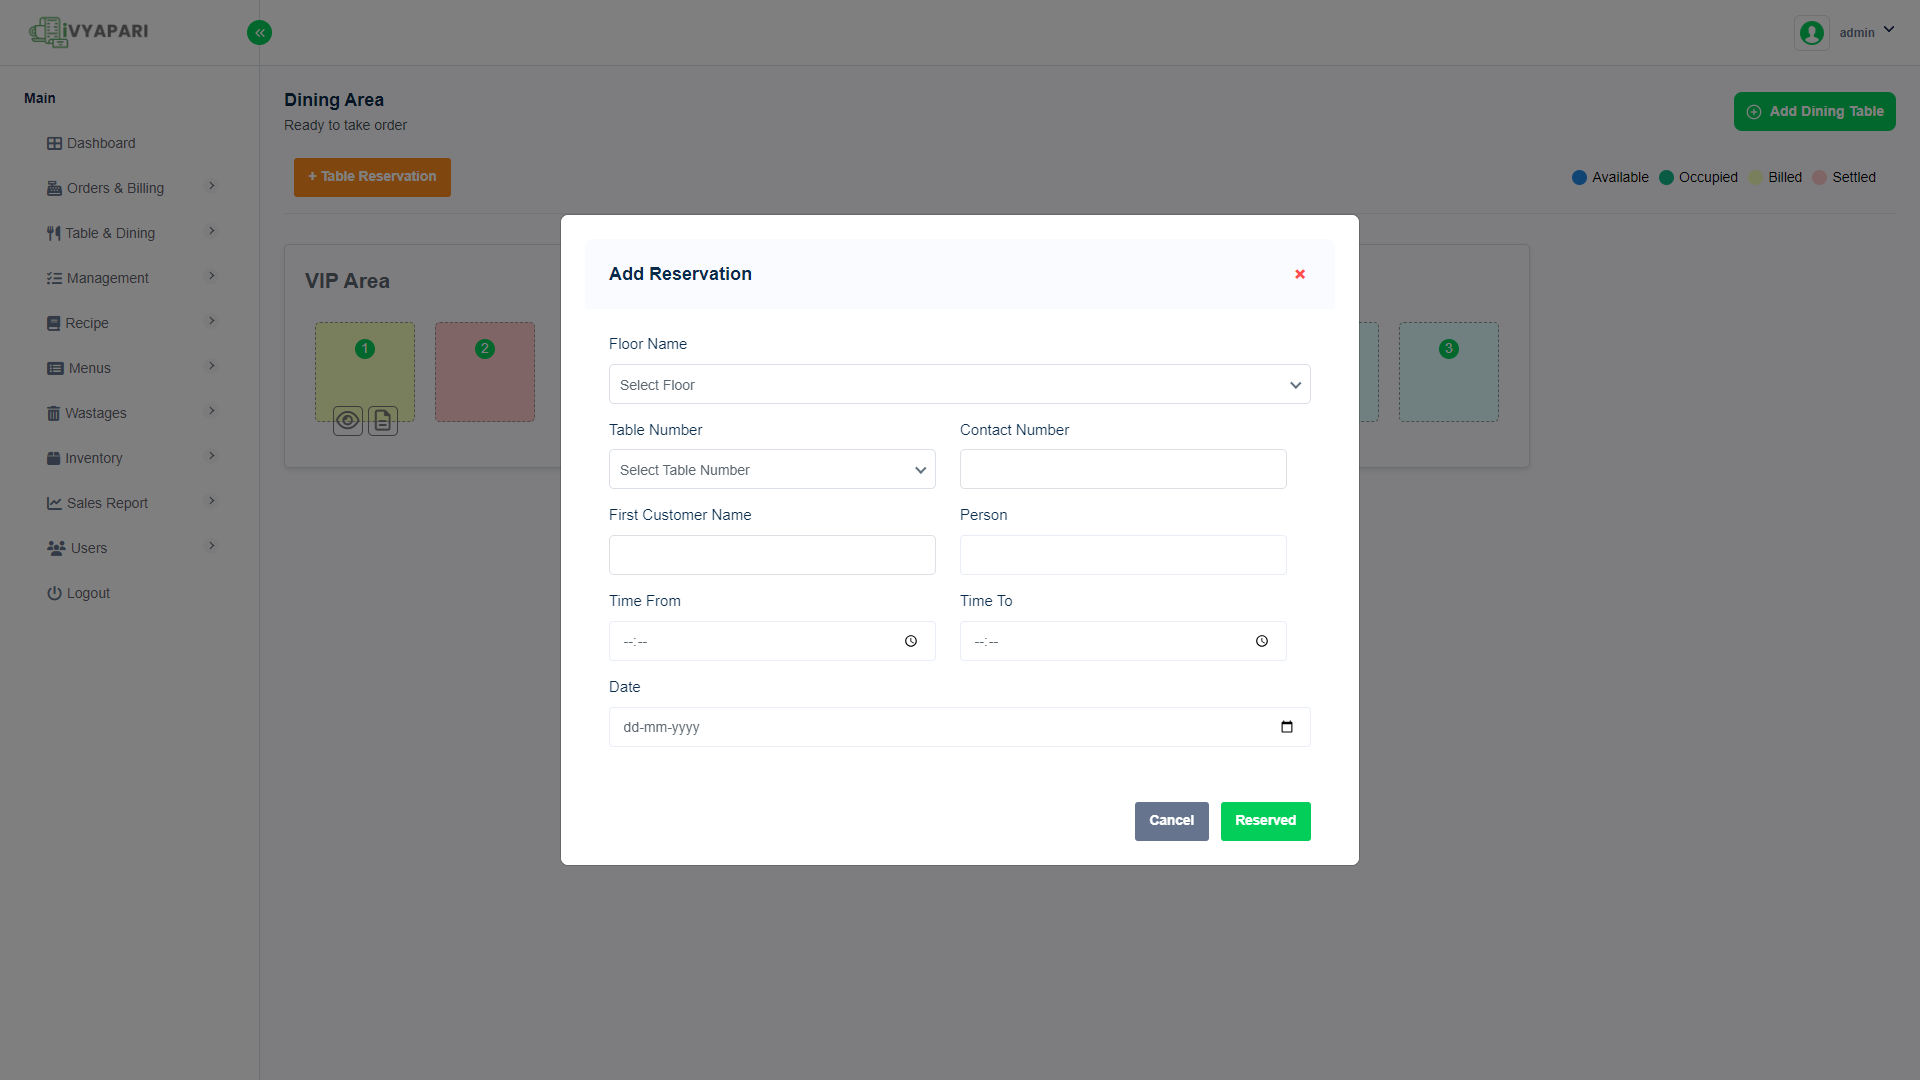 iVYAPARI
«
admin
Main
Dashboard
Orders & Billing
Table & Dining
Management
Recipe
Menus
Wastages
Inventory
Sales Report
Users
Logout
Dining Area
Ready to take order
Add Dining Table
+ Table Reservation
Available
Occupied
Billed
Settled
VIP Area
1
2
3
Add Reservation
Floor Name
Select Floor
Table Number
Contact Number
Select Table Number
First Customer Name
Person
Time From
Time To
--:--
--:--
Date
dd-mm-yyyy
Cancel
Reserved